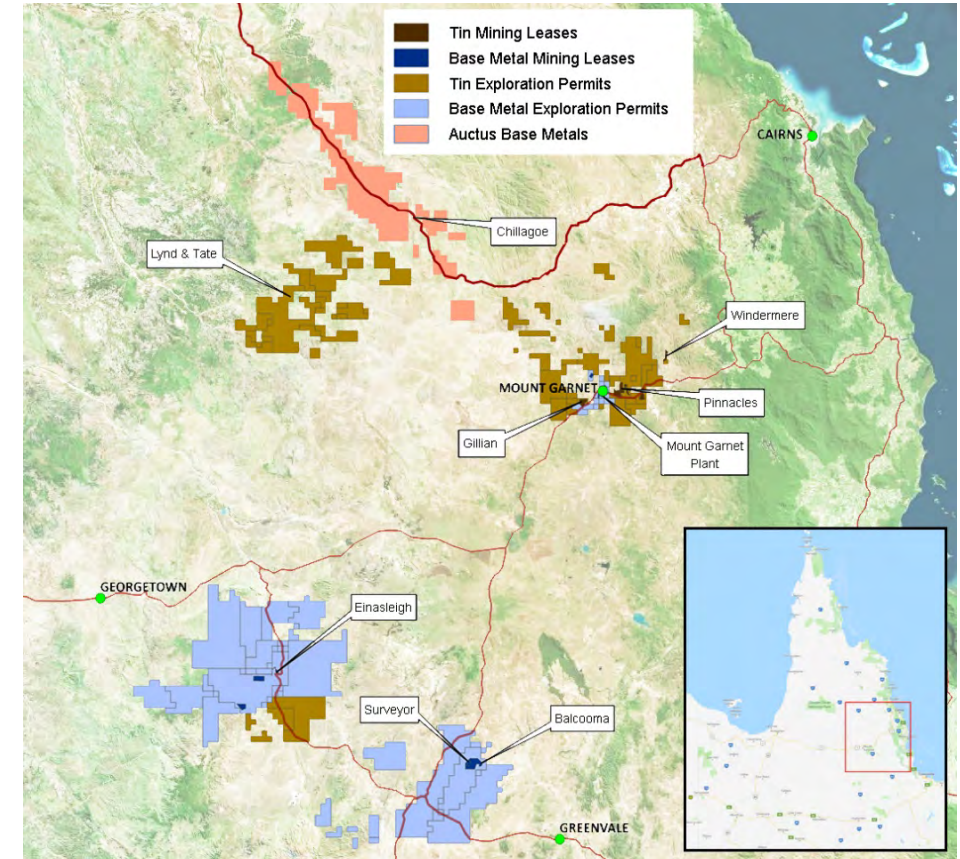 Tin Mining Leases
Base Metal Mining Leases
Tin Exploration Permits
Base Metal Exploration Permits
Auctus Base Metals
CAIRNS
Chillagoe
Lynd & Tate
Windermere
MOUNT GARNET
Pinnacles
Gillian
Mount Garnet
Plant
GEORGETOWN
Einasleigh
Surveyor
Balcooma
GREENVALE